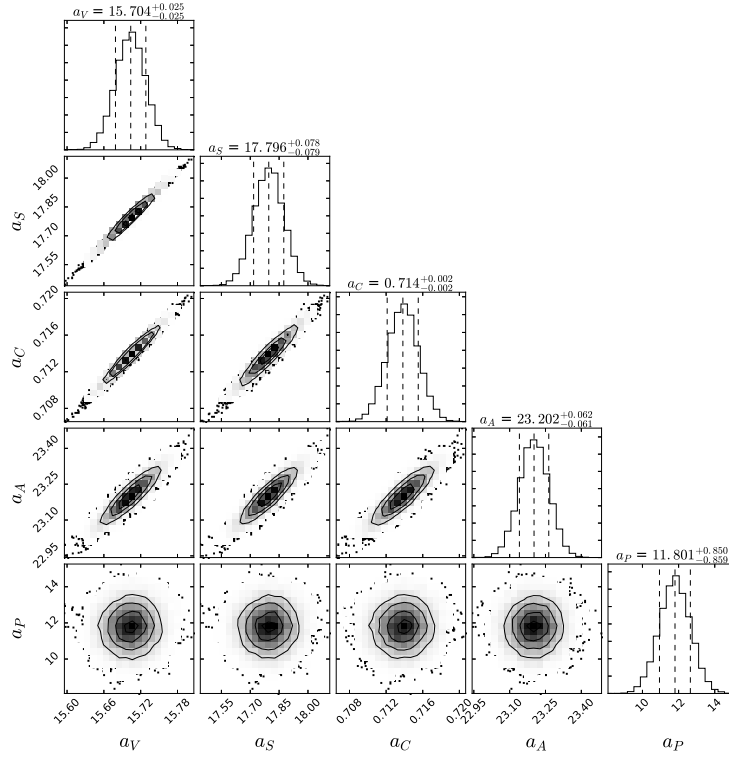 a_V = 15.704^{+0.025}_{-0.025}
a_S = 17.796^{+0.078}_{-0.079}
18.00
17.85
17.70
17.55
a_S
a_C = 0.714^{+0.002}_{-0.002}
0.720
0.716
0.712
0.708
a_C
a_A = 23.202^{+0.062}_{-0.061}
23.40
23.25
23.10
22.95
a_A
a_P = 11.801^{+0.850}_{-0.859}
14
12
10
a_P
15.60 15.66 15.72 15.78 17.55 17.70 17.85 18.00 0.708 0.712 0.716 0.720 22.95 23.10 23.25 23.40 10 12 14
a_V a_S a_C a_A a_P